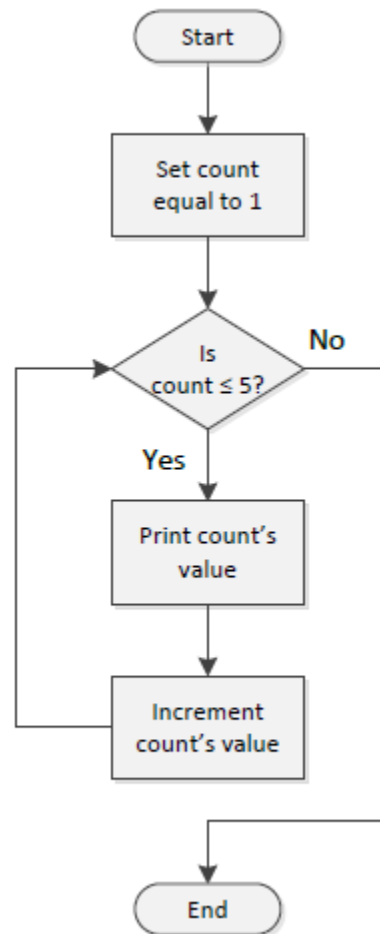 Start
Set count
equal to 1
Is
count ≤ 5?
No
Yes
Print count’s
value
Increment
count’s value
End